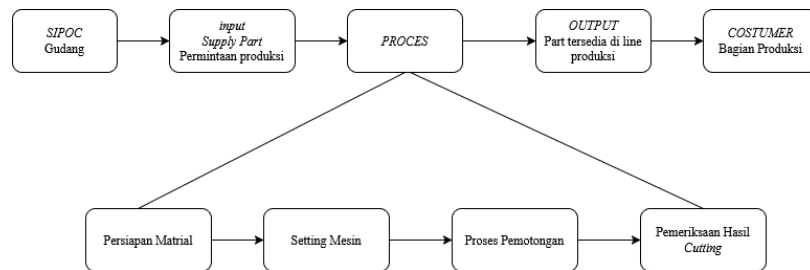 SIPOC
Gudang
input
Supply Part
Permintaan produksi
PROCES
OUTPUT
Part tersedia di line
produksi
COSTUMER
Bagian Produksi
Persiapan Matrial
Setting Mesin
Proses Pemotongan
Pemeriksaan Hasil
Cutting